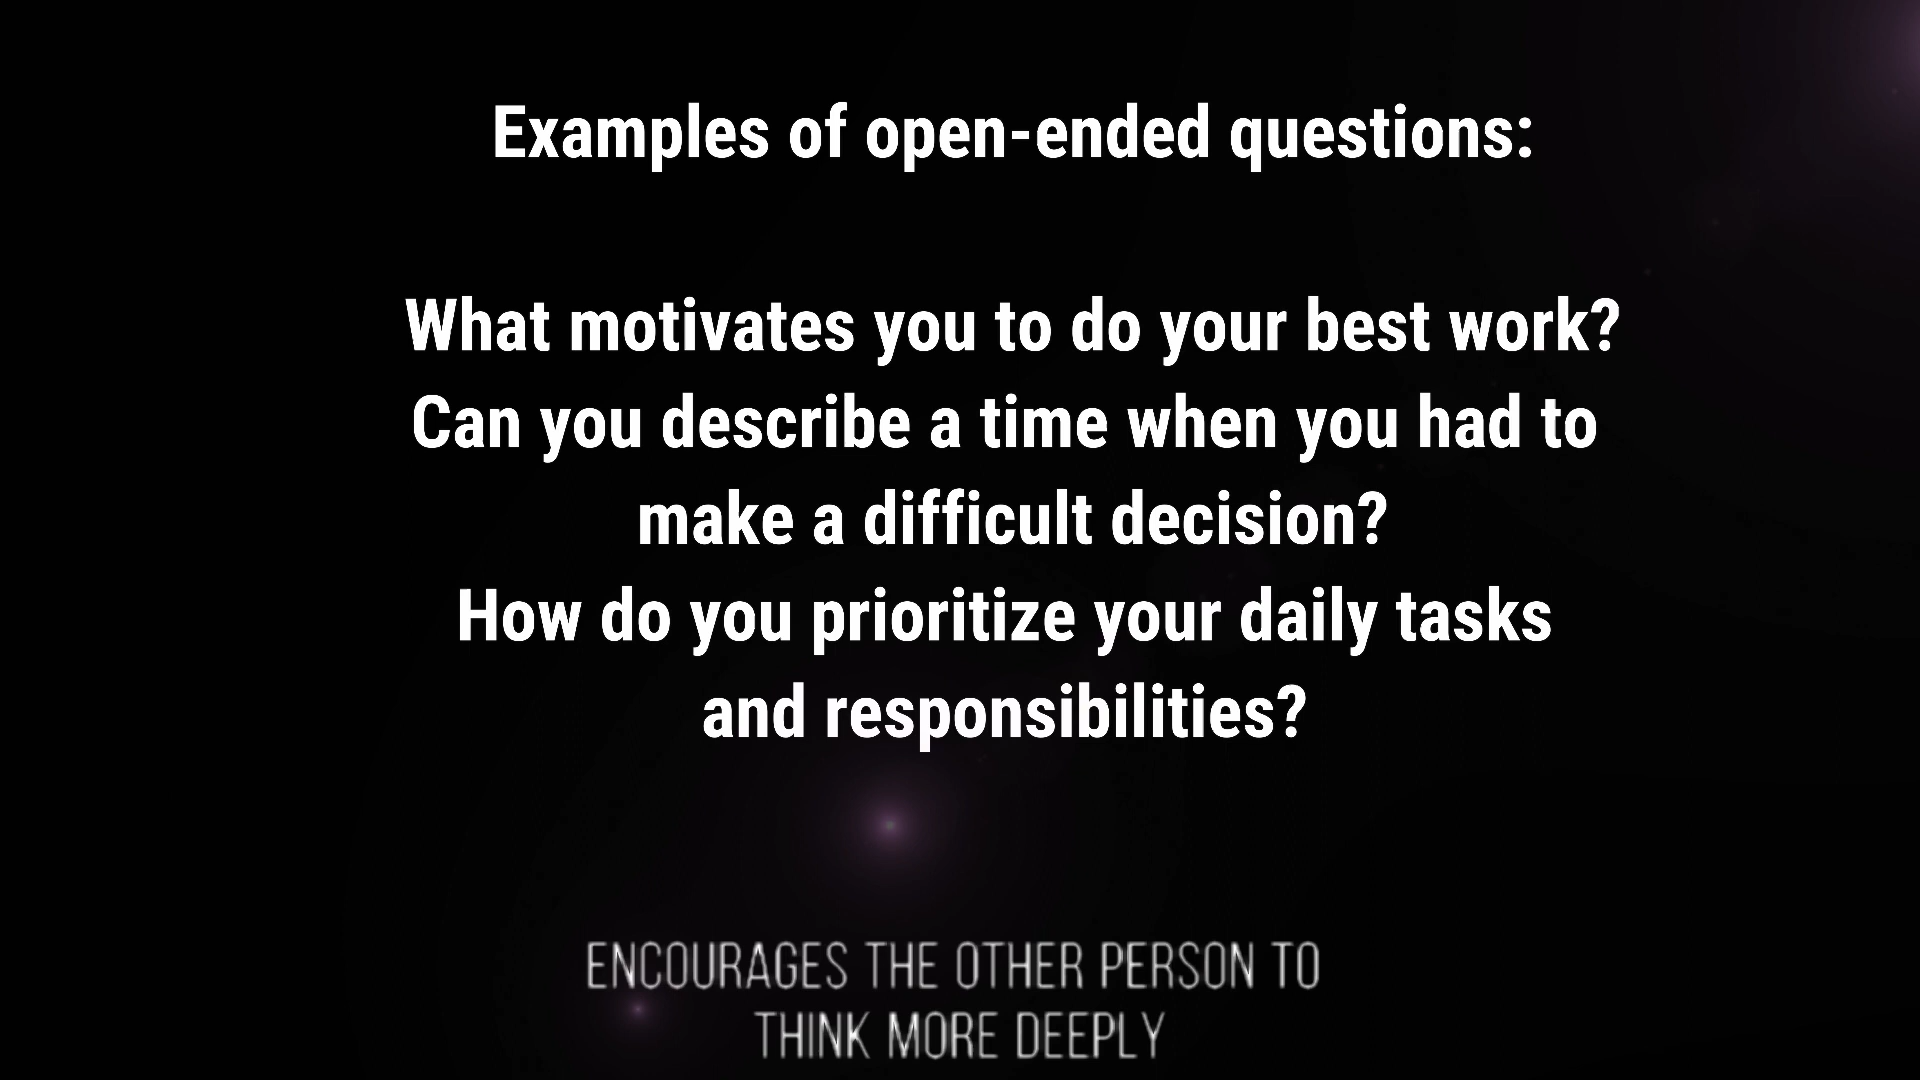 Examples of open-ended questions:
What motivates you to do your best work?
Can you describe a time when you had to
make a difficult decision?
How do you prioritize your daily tasks
and responsibilities?
ENCOURAGES THE OTHER PERSON TO
THINK MORE DEEPLY